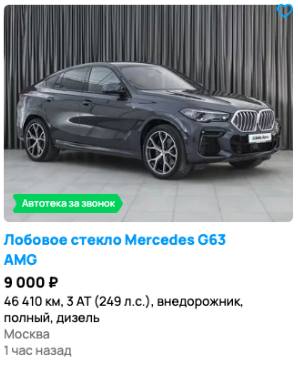 Автотека за звонок
Лобовое стекло Mercedes G63
AMG
9 000 ₽
46 410 км, 3 AT (249 л.с.), внедорожник,
полный, дизель
Москва
1 час назад